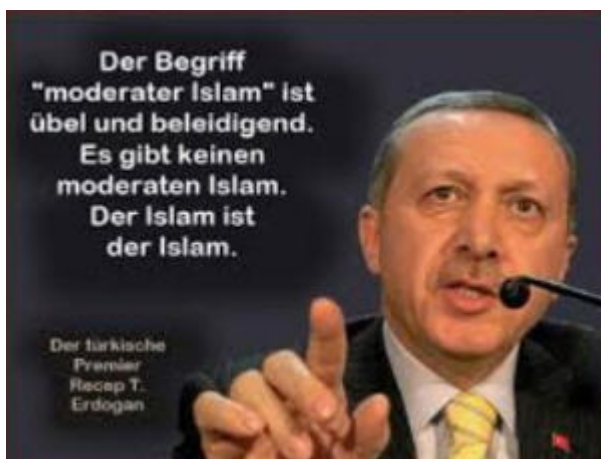 Der Begriff
"moderater Islam" ist
übel und beleidigend.
Es gibt keinen
moderaten Islam.
Der Islam ist
der Islam.
Der türkische
Premier
Recep T.
Erdogan